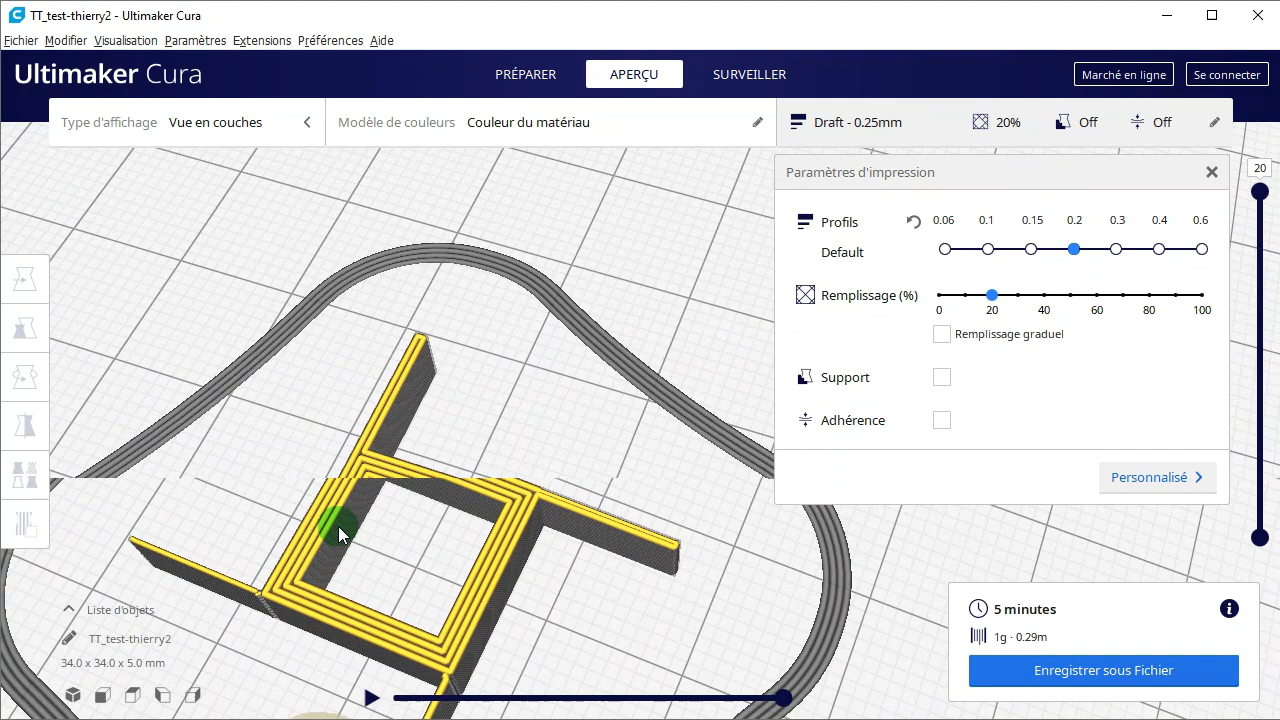 TT_test-thierry2 - Ultimaker Cura
Fichier Modifier Visualisation Paramètres Extensions Préférences Aide
Ultimaker Cura
PRÉPARER
APERÇU
SURVEILLER
Marché en ligne
Se connecter
Type d'affichage Vue en couches
Modèle de couleurs Couleur du matériau
Draft - 0.25mm
20%
Off
Off
Paramètres d'impression
20
Profils
0.06 0.1 0.15 0.2 0.3 0.4 0.6
Default
Remplissage (%)
0 20 40 60 80 100
Remplissage graduel
Support
Adhérence
Personnalisé
Liste d'objets
TT_test-thierry2
34.0 x 34.0 x 5.0 mm
5 minutes
1g · 0.29m
Enregistrer sous Fichier